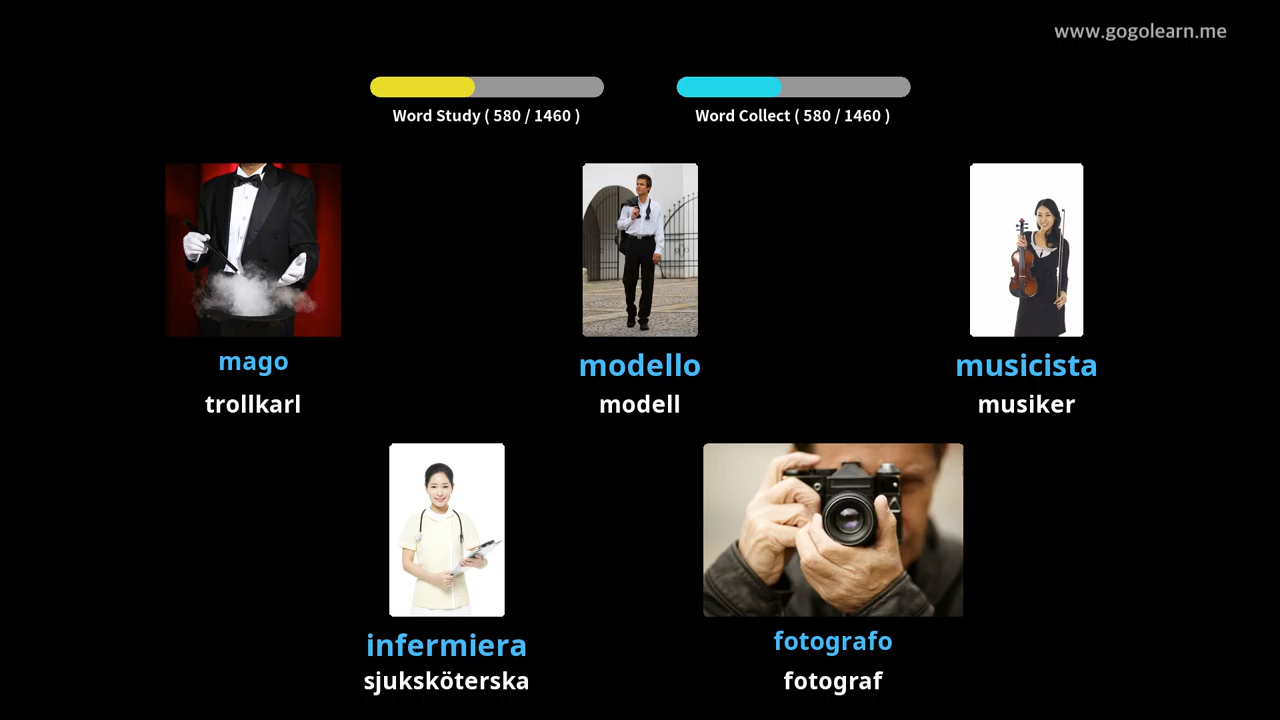 www.gogolearn.me
Word Study ( 580 / 1460 )
Word Collect ( 580 / 1460 )
mago
trollkarl
modello
modell
musicista
musiker
infermiera
sjuksköterska
fotografo
fotograf